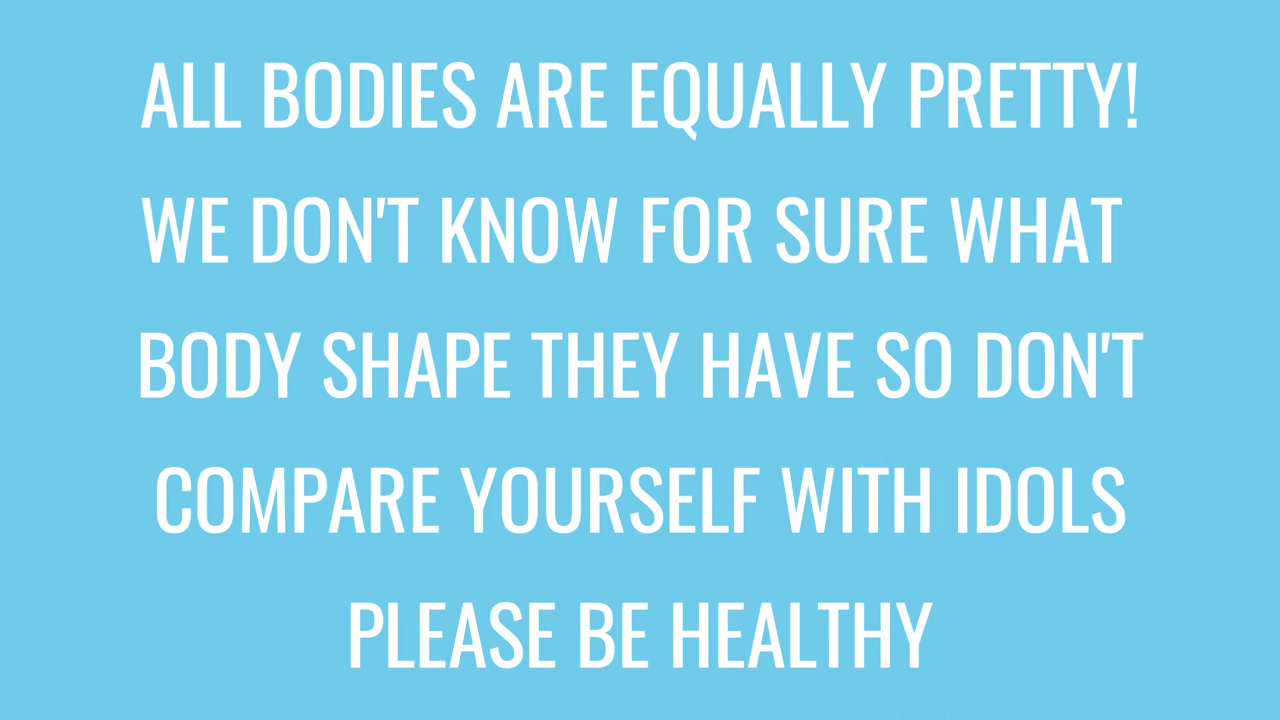 ALL BODIES ARE EQUALLY PRETTY!
WE DON'T KNOW FOR SURE WHAT
BODY SHAPE THEY HAVE SO DON'T
COMPARE YOURSELF WITH IDOLS
PLEASE BE HEALTHY